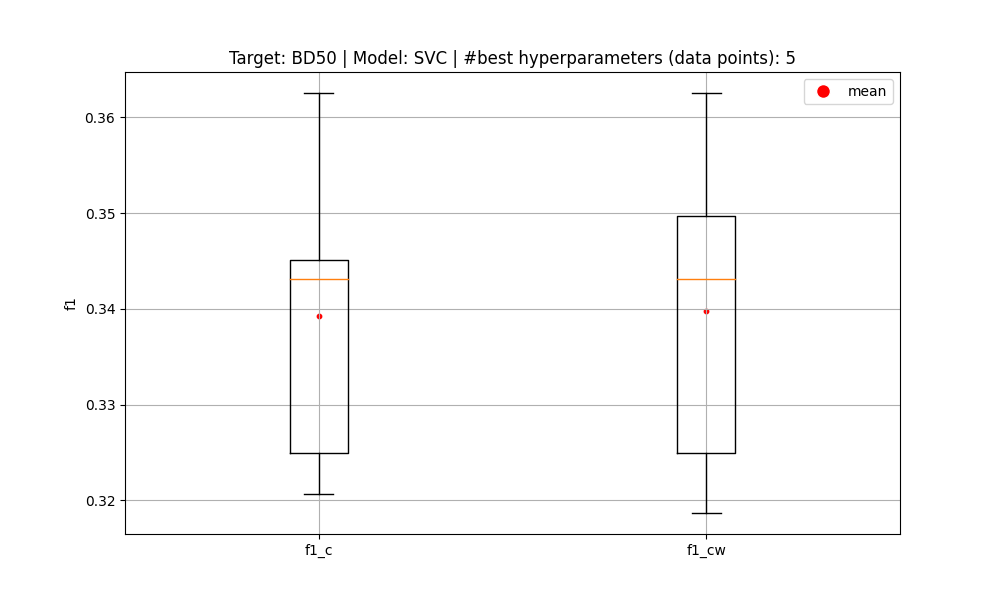 Target: BD50 | Model: SVC | #best hyperparameters (data points): 5
mean
0.36
0.35
0.34
0.33
0.32
f1
f1_c
f1_cw